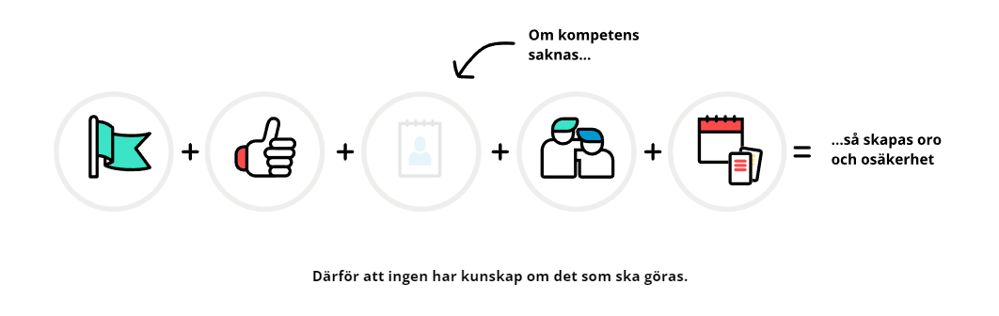 Om kompetens
saknas...
...så skapas oro
och osäkerhet
Därför att ingen har kunskap om det som ska göras.